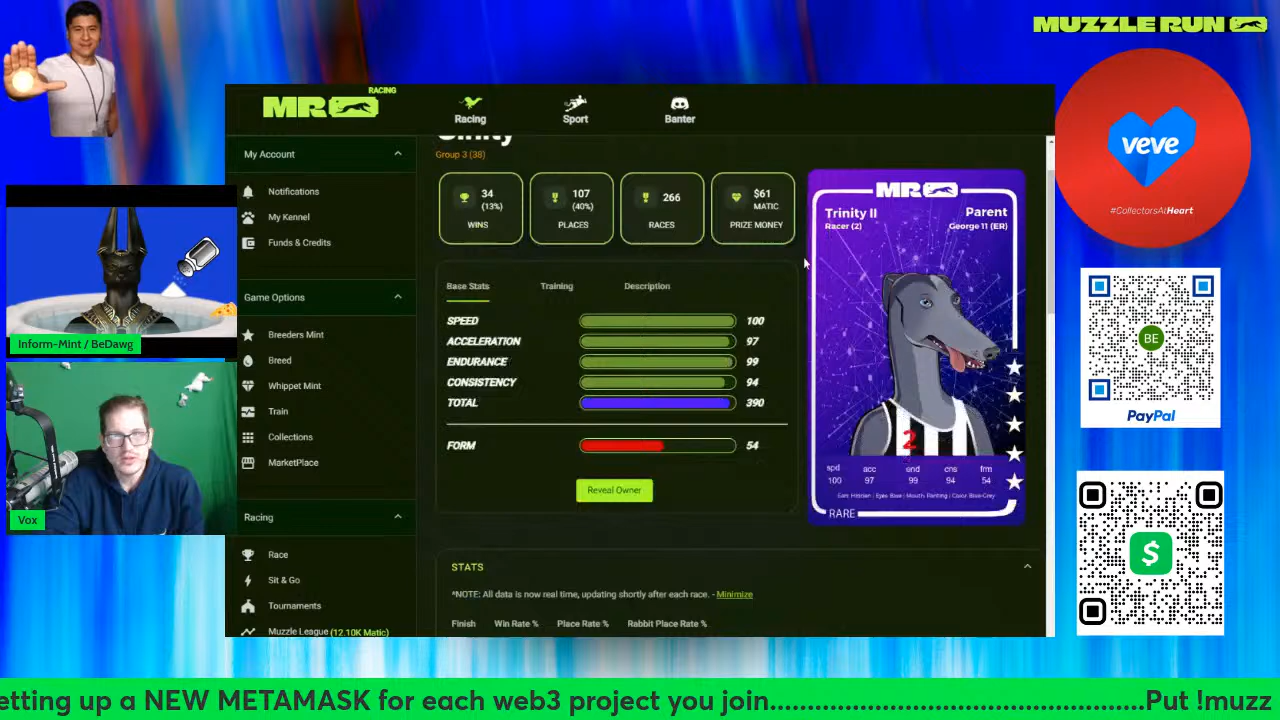 MUZZLE RUN
RACING
MR
Racing
Sport
Banter
My Account
Notifications
My Kennel
Funds & Credits
Game Options
Breeders Mint
Breed
Whippet Mint
Train
Collections
MarketPlace
Racing
Race
Sit & Go
Tournaments
Muzzle League (12.10K Matic)
Group 3 (38)
34
(13%)
WINS
107
(40%)
PLACES
266
RACES
$61
MATIC
PRIZE MONEY
Base Stats
Training
Description
SPEED 100
ACCELERATION 97
ENDURANCE 99
CONSISTENCY 94
TOTAL 390
FORM 54
Reveal Owner
STATS
*NOTE: All data is now real time, updating shortly after each race. - Minimize
Finish Win Rate % Place Rate % Rabbit Place Rate %
MR
Trinity II Parent
Racer (2) George 11 (ER)
2
spd acc end cns frm
100 97 99 94 54
RARE
Inform-Mint / BeDawg
Vox
veve
#CollectorsAtHeart
BE
PayPal
$
etting up a NEW METAMASK for each web3 project you join....................................................Put !muzz